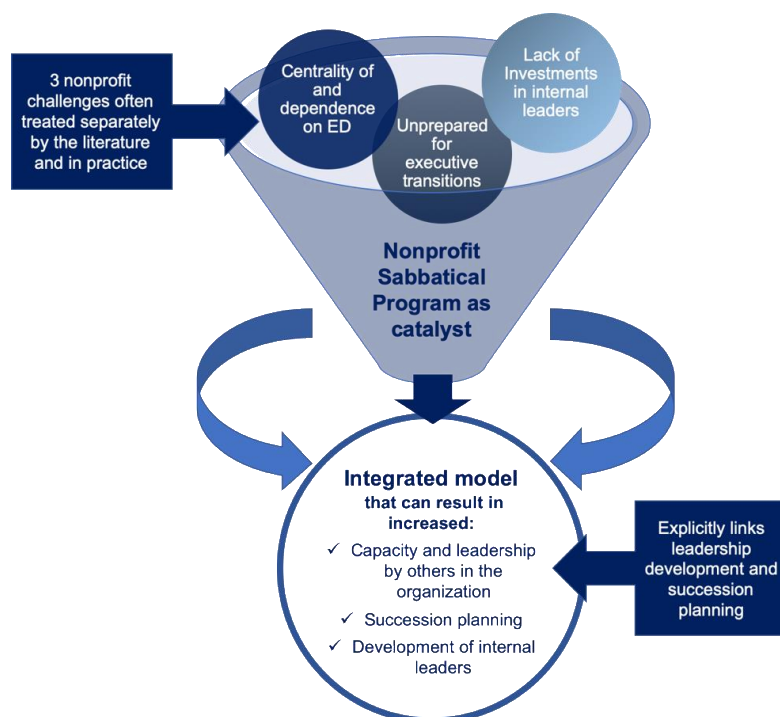 3 nonprofit
challenges often
treated separately
by the literature
and in practice
Centrality of
and
dependence
on ED
Unprepared
for
executive
transitions
Lack of
Investments
in internal
leaders
Nonprofit
Sabbatical
Program as
catalyst
Integrated model
that can result in
increased:
✓ Capacity and leadership
by others in the
organization
✓ Succession planning
✓ Development of internal
leaders
Explicitly links
leadership
development and
succession
planning